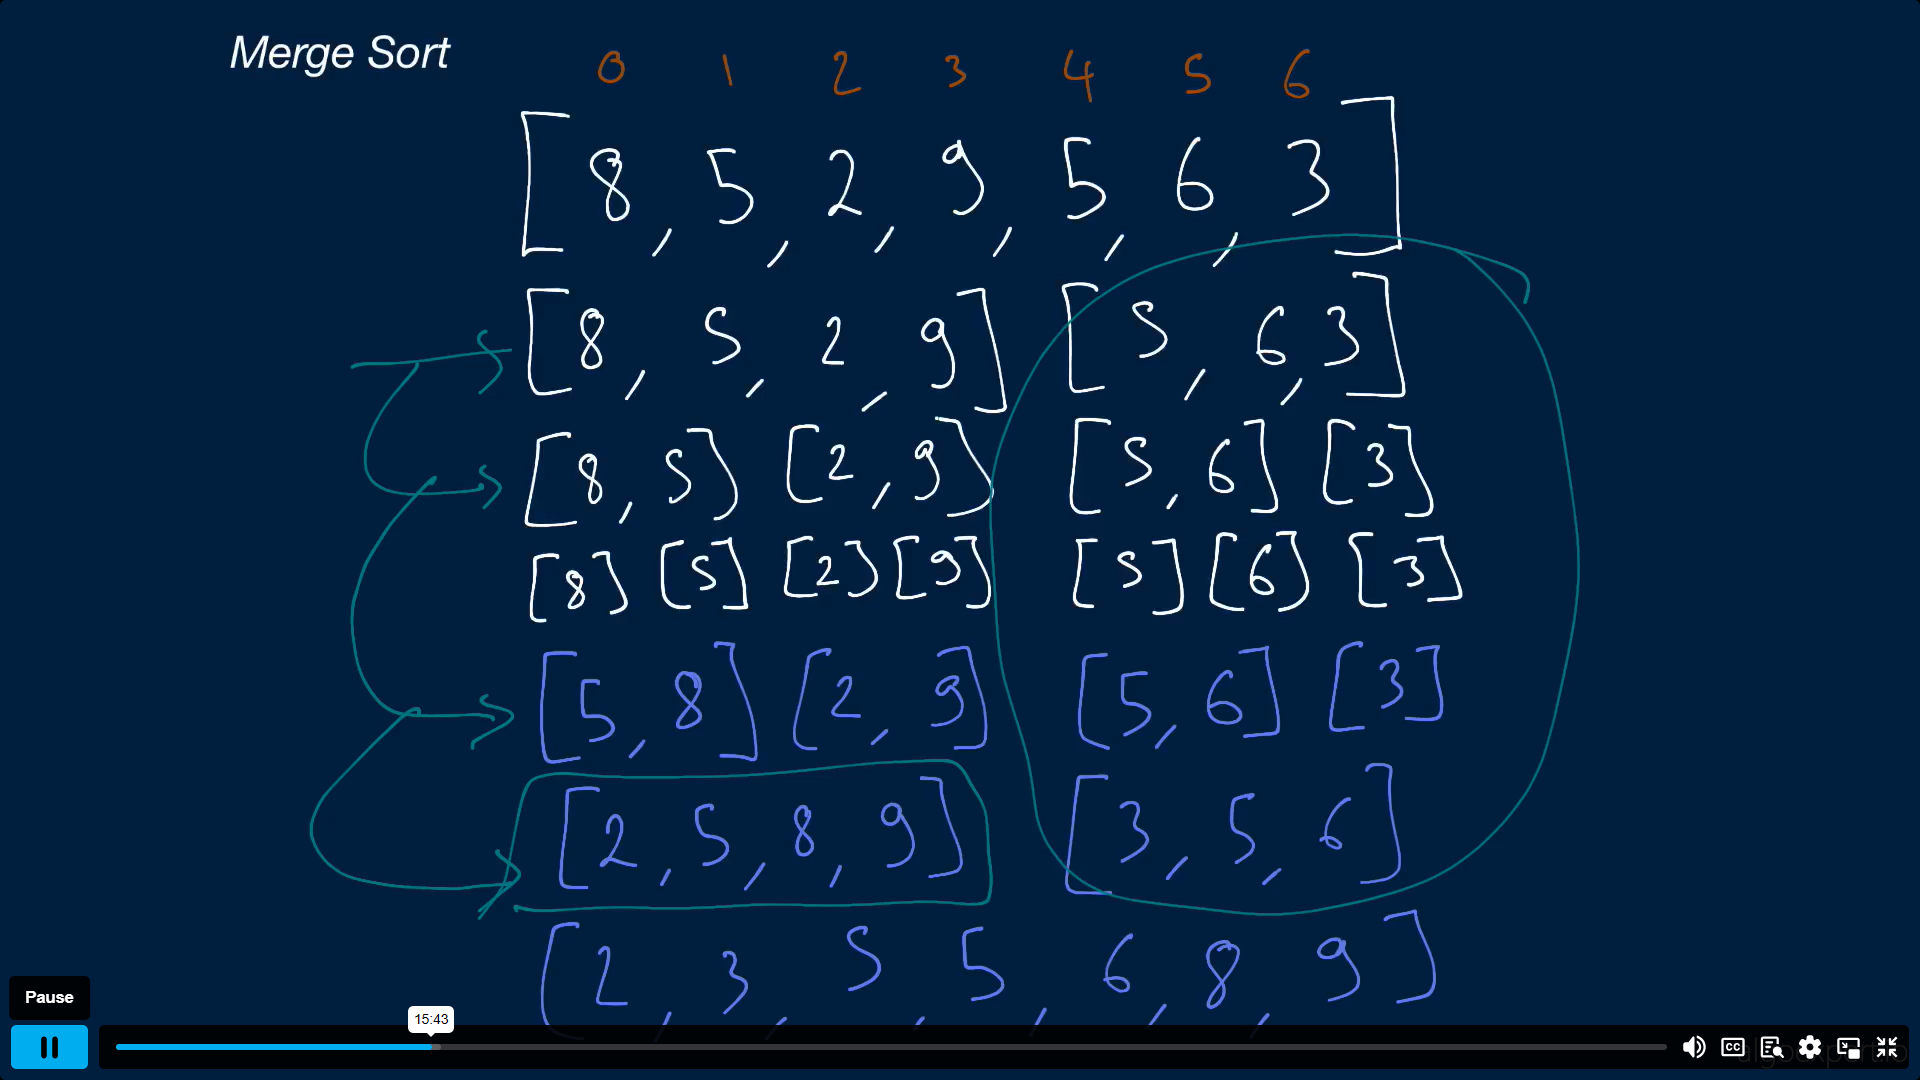 Merge Sort
0 1 2 3 4 5 6
[8, 5, 2, 9, 5, 6, 3]
[8, 5, 2, 9] [5, 6, 3]
[8, 5] [2, 9] [5, 6] [3]
[8] [5] [2] [9] [5] [6] [3]
[5, 8] [2, 9] [5, 6] [3]
[2, 5, 8, 9] [3, 5, 6]
[2, 3, 5, 5, 6, 8, 9]
Pause
15:43
CC